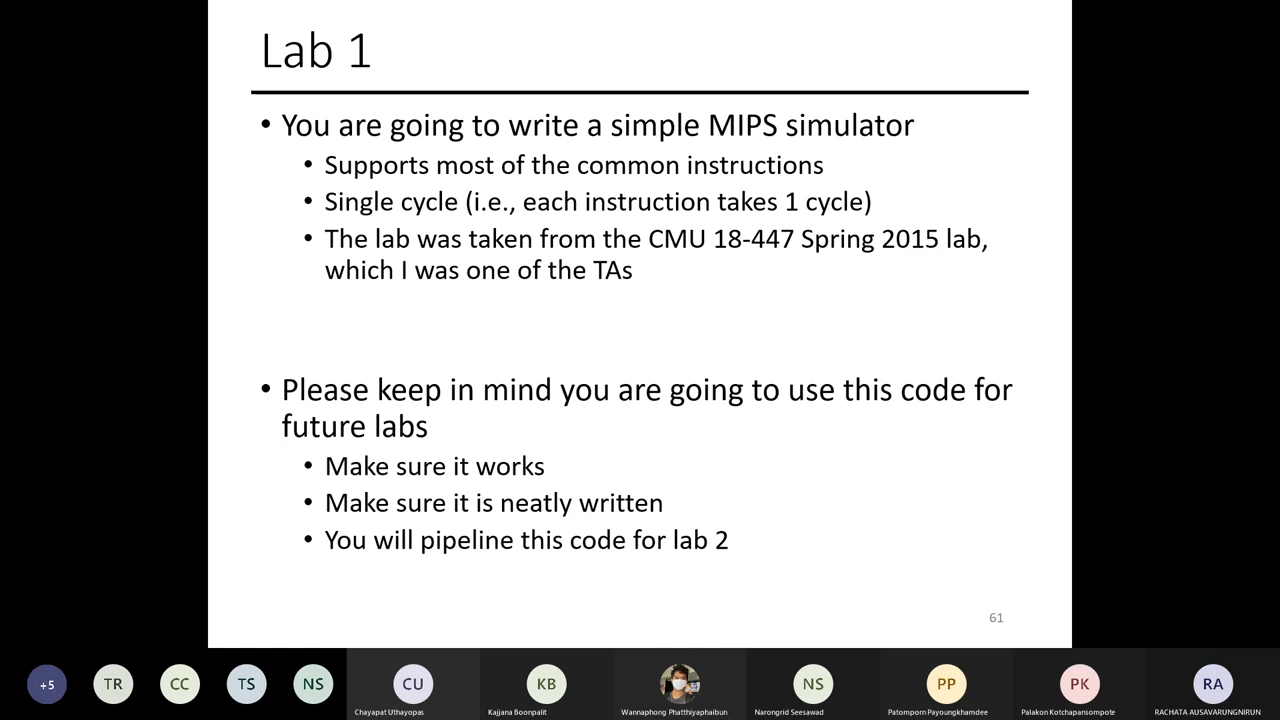 Lab 1
• You are going to write a simple MIPS simulator
• Supports most of the common instructions
• Single cycle (i.e., each instruction takes 1 cycle)
• The lab was taken from the CMU 18-447 Spring 2015 lab,
which I was one of the TAs
• Please keep in mind you are going to use this code for
future labs
• Make sure it works
• Make sure it is neatly written
• You will pipeline this code for lab 2
61
+5 TR CC TS NS CU KB NS PP PK RA
Chayapat Uthayopas Kajjana Boonpalit Wannaphong Phatthiyaphaibun Narongrid Seesawad Patomporn Payoungkhamdee Palakon Kotchapansompote RACHATA AUSAVARUNGNIRUN